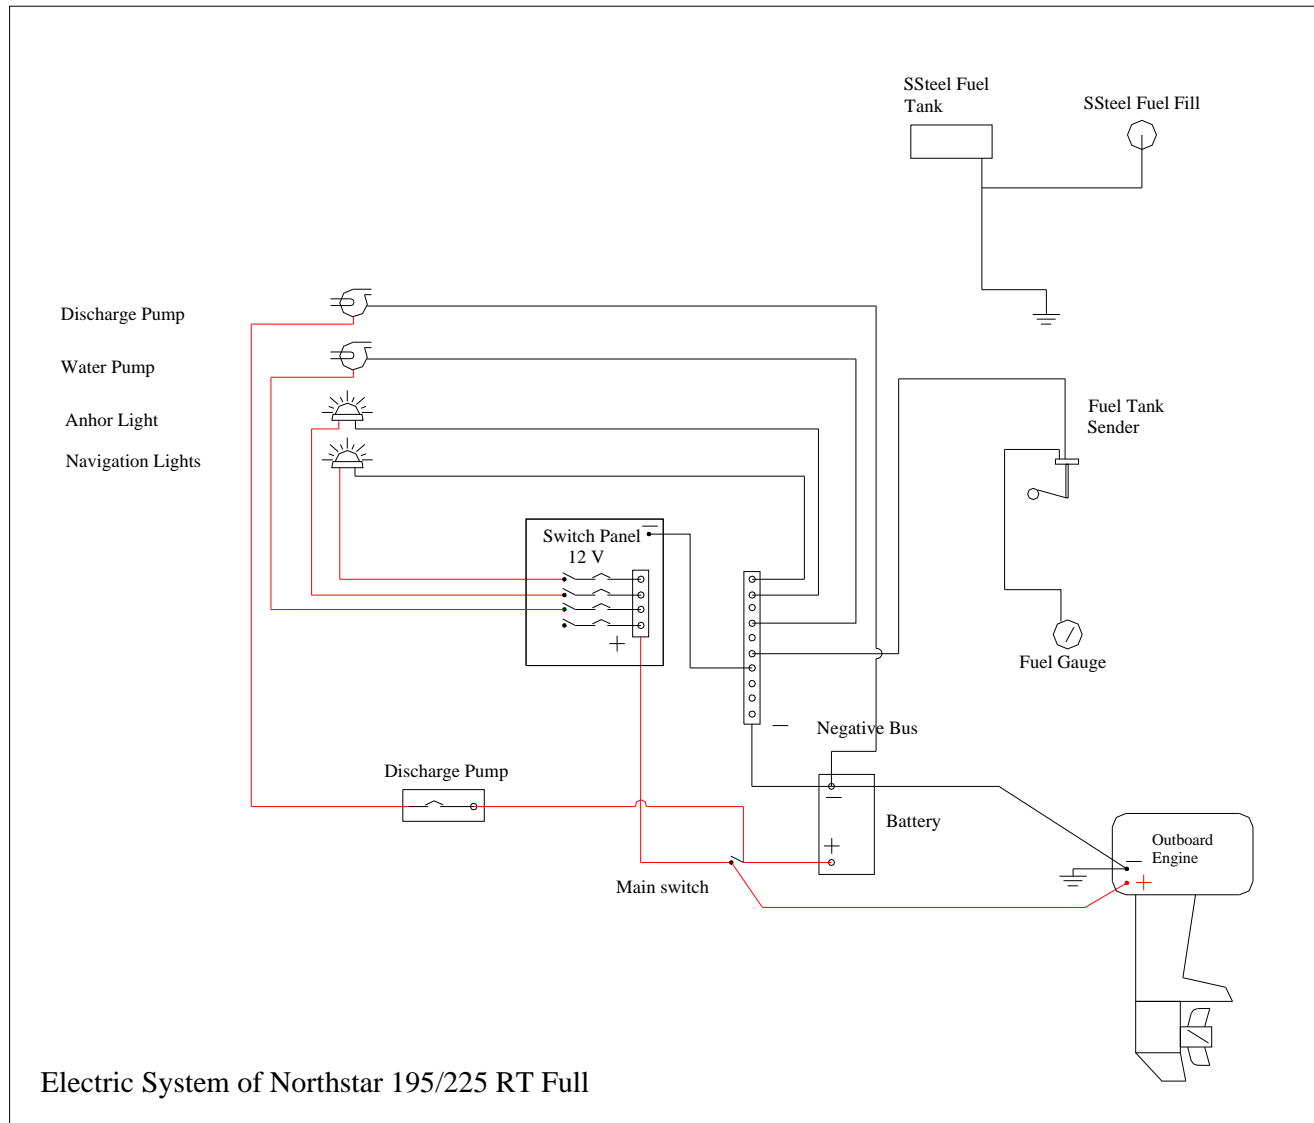 SSteel Fuel
Tank
SSteel Fuel Fill
Discharge Pump
Water Pump
Anhor Light
Navigation Lights
Fuel Tank
Sender
Switch Panel
12 V
Fuel Gauge
Negative Bus
Discharge Pump
Battery
Outboard
Engine
Main switch
Electric System of Northstar 195/225 RT Full